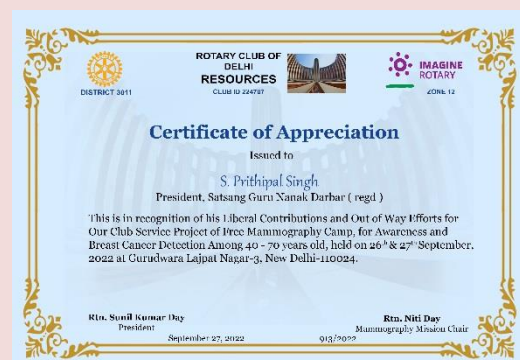 ROTARY CLUB OF
DELHI
RESOURCES
CLUB ID 224787
DISTRICT 3011
IMAGINE
ROTARY
ZONE 12
Certificate of Appreciation
Issued to
S. Prithipal Singh
President, Satsang Guru Nanak Darbar ( regd )
This is in recognition of his Liberal Contributions and Out of Way Efforts for
Our Club Service Project of Free Mammography Camp, for Awareness and
Breast Cancer Detection Among 40 - 70 years old, held on 26th & 27th September,
2022 at Gurudwara Lajpat Nagar-3, New Delhi-110024.
Rtn. Sunil Kumar Day
President
Rtn. Niti Day
Mammography Mission Chair
September 27, 2022
913/2022